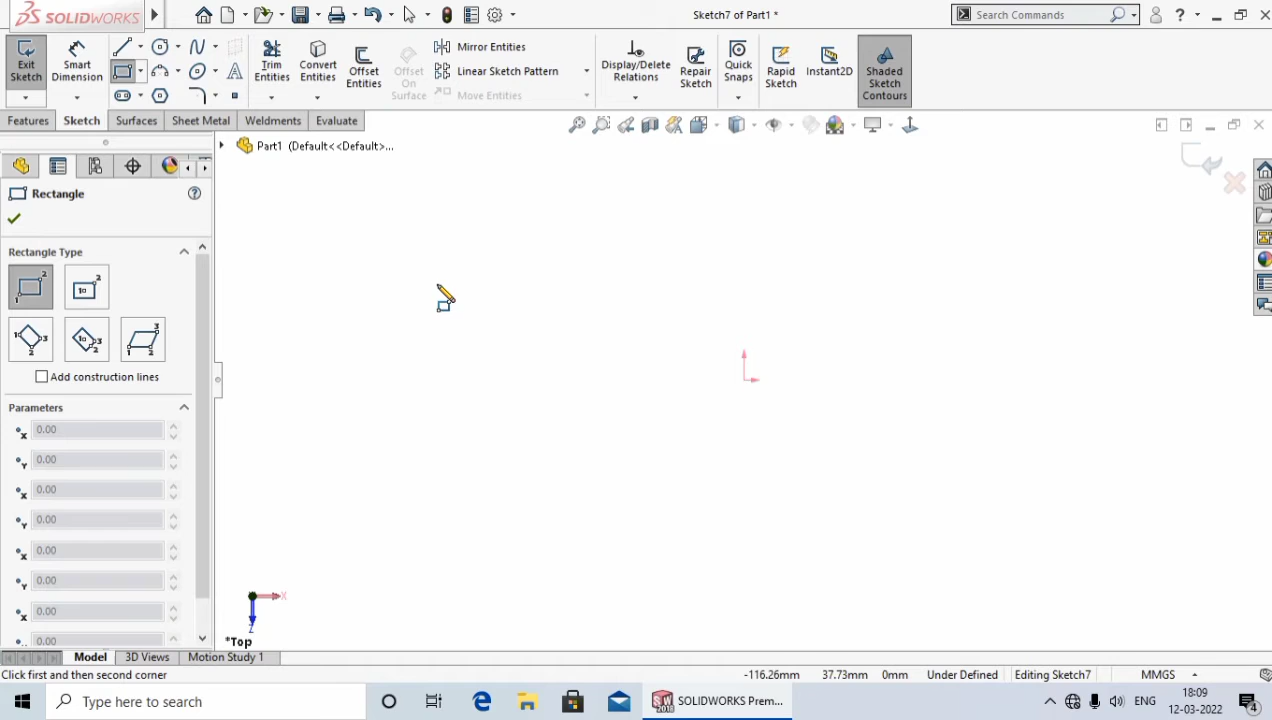 SOLIDWORKS
Sketch7 of Part1 *
Search Commands
Exit Sketch
Smart Dimension
Trim Entities
Convert Entities
Offset Entities
Offset On Surface
Mirror Entities
Linear Sketch Pattern
Move Entities
Display/Delete Relations
Repair Sketch
Quick Snaps
Rapid Sketch
Instant2D
Shaded Sketch Contours
Features
Sketch
Surfaces
Sheet Metal
Weldments
Evaluate
Part1 (Default<<Default>...
Rectangle
Rectangle Type
Add construction lines
Parameters
0.00
0.00
0.00
0.00
0.00
0.00
0.00
0.00
X
Z
*Top
Model
3D Views
Motion Study 1
Click first and then second corner
-116.26mm
37.73mm
0mm
Under Defined
Editing Sketch7
MMGS
Type here to search
SOLIDWORKS Prem...
ENG
18:09
12-03-2022
4